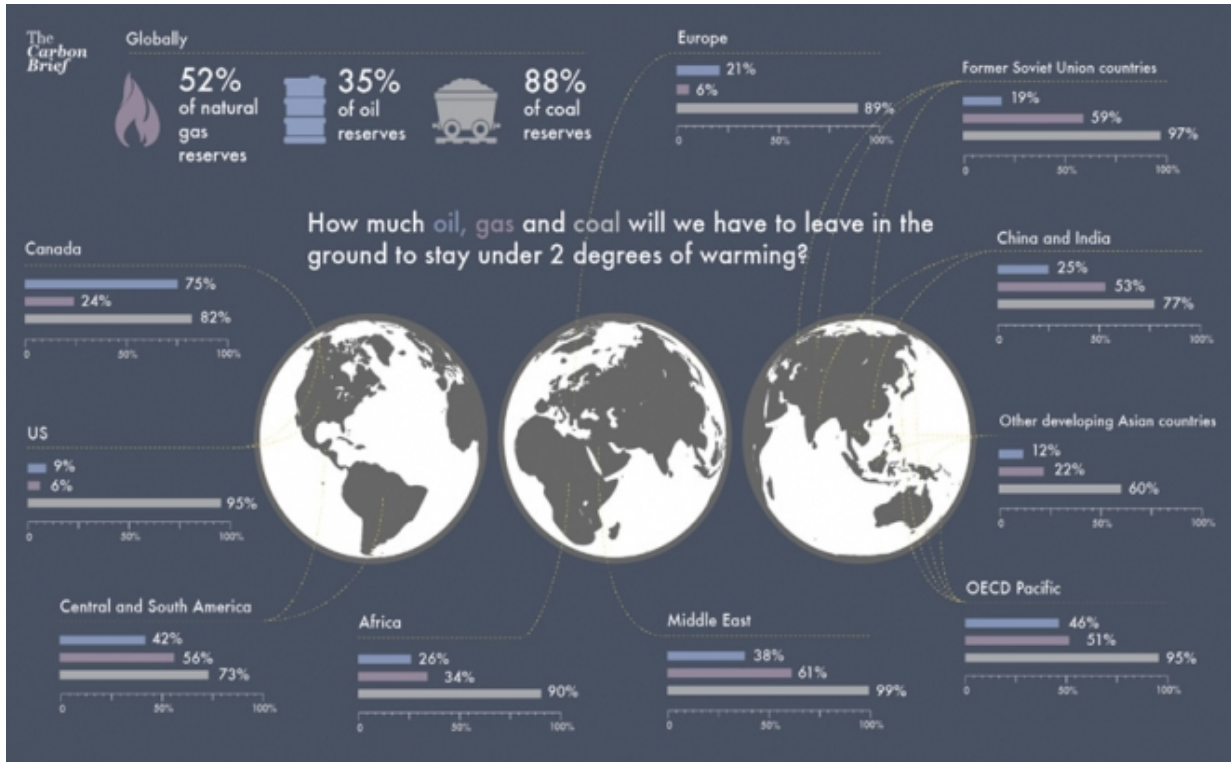 The
Carbon
Brief
Globally
52%
of natural
gas
reserves
35%
of oil
reserves
88%
of coal
reserves
Europe
21%
6%
89%
0 50% 100%
Former Soviet Union countries
19%
59%
97%
0 50% 100%
How much oil, gas and coal will we have to leave in the
ground to stay under 2 degrees of warming?
Canada
75%
24%
82%
0 50% 100%
China and India
25%
53%
77%
0 50% 100%
US
9%
6%
95%
0 50% 100%
Other developing Asian countries
12%
22%
60%
0 50% 100%
Central and South America
42%
56%
73%
0 50% 100%
Africa
26%
34%
90%
0 50% 100%
Middle East
38%
61%
99%
0 50% 100%
OECD Pacific
46%
51%
95%
0 50% 100%